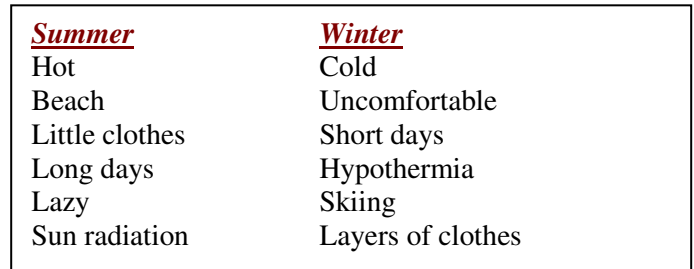 Summer Winter
Hot Cold
Beach Uncomfortable
Little clothes Short days
Long days Hypothermia
Lazy Skiing
Sun radiation Layers of clothes